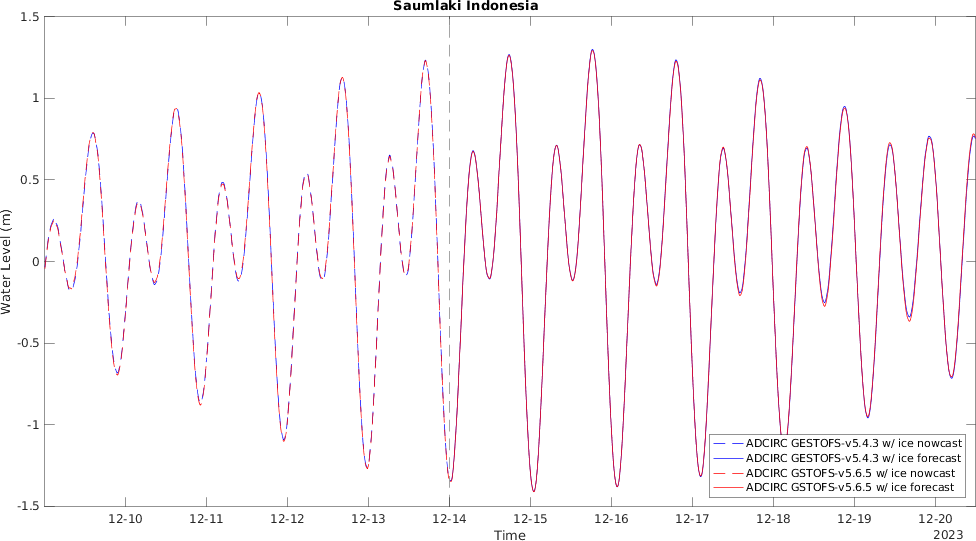 Saumlaki Indonesia
1.5
1
0.5
0
-0.5
-1
-1.5
Water Level (m)
12-10 12-11 12-12 12-13 12-14 12-15 12-16 12-17 12-18 12-19 12-20
2023
Time
ADCIRC GESTOFS-v5.4.3 w/ ice nowcast
ADCIRC GESTOFS-v5.4.3 w/ ice forecast
ADCIRC GSTOFS-v5.6.5 w/ ice nowcast
ADCIRC GSTOFS-v5.6.5 w/ ice forecast